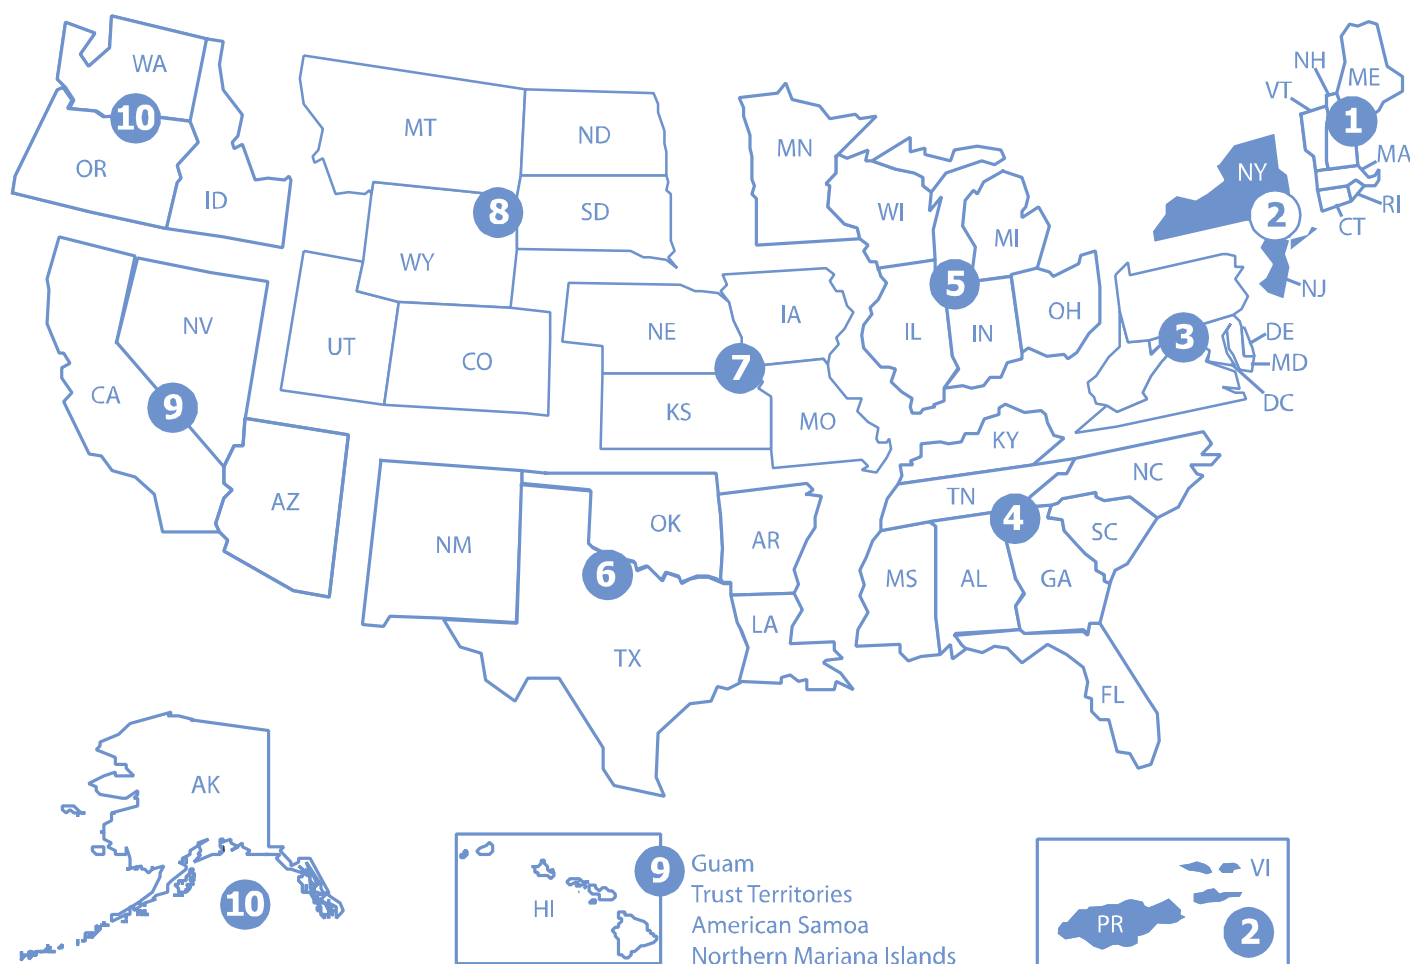 WA
10
OR
ID
MT
ND
8
SD
WY
MN
WI
MI
5
IL
IN
OH
NH
ME
VT
1
MA
NY
RI
2
CT
NJ
CA
NV
9
UT
CO
AZ
NE
IA
7
KS
MO
3
DE
MD
DC
KY
TN
NC
4
SC
MS
AL
GA
FL
NM
OK
AR
6
TX
LA
AK
10
HI
9
Guam
Trust Territories
American Samoa
Northern Mariana Islands
VI
PR
2